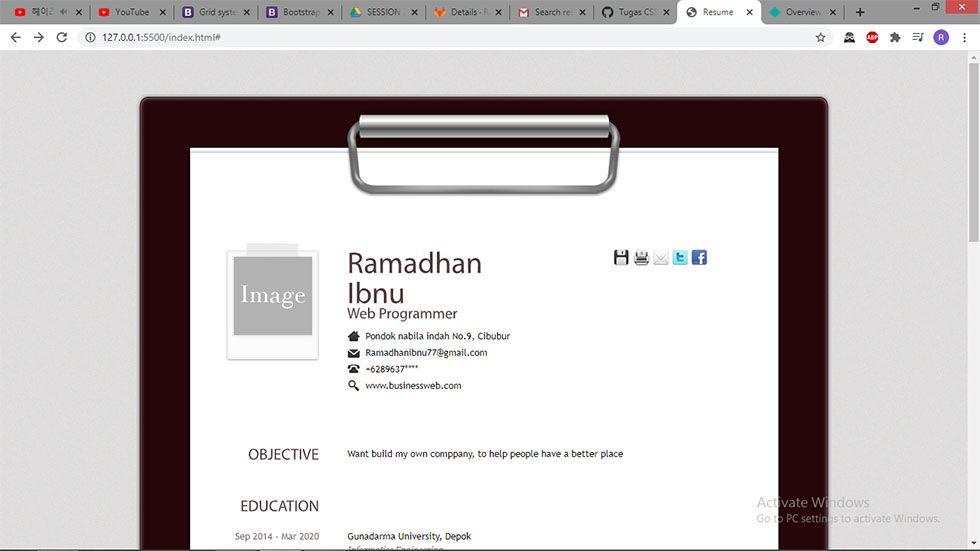 헤이즈
YouTube
Grid syste
Bootstrap
SESSION
Details - R
Search re
Tugas CS
Resume
Overview
127.0.0.1:5500/index.html#
ABP
R
Image
Ramadhan
Ibnu
Web Programmer
Pondok nabila indah No.9, Cibubur
Ramadhanibnu77@gmail.com
+6289637****
www.businessweb.com
OBJECTIVE
Want build my own comppany, to help people have a better place
EDUCATION
Sep 2014 - Mar 2020
Gunadarma University, Depok
Informatics Engineering
Activate Windows
Go to PC settings to activate Windows.